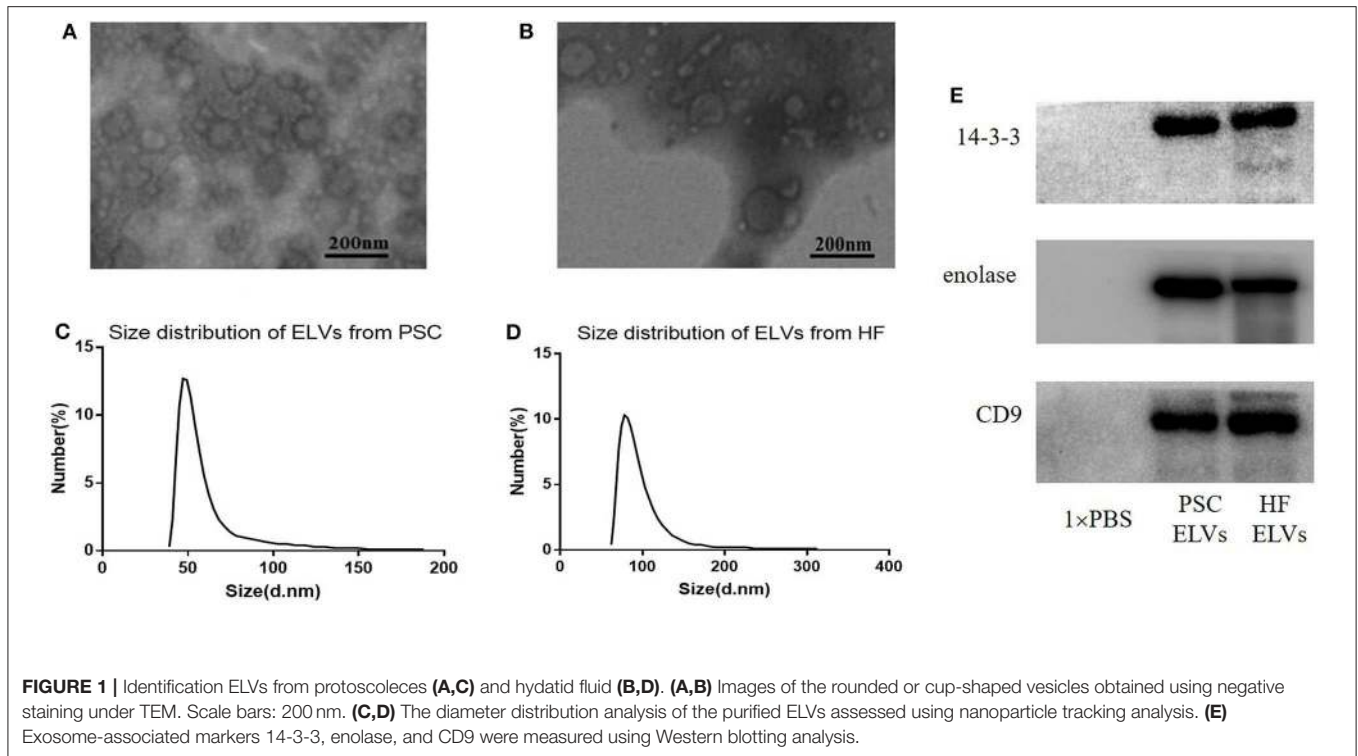 A
200nm
B
200nm
C Size distribution of ELVs from PSC
15
10
5
0
Number(%)
0 50 100 150 200
Size(d.nm)
D Size distribution of ELVs from HF
15
10
5
0
Number(%)
0 100 200 300 400
Size(d.nm)
E
14-3-3
enolase
CD9
1×PBS PSC HF
ELVs ELVs
FIGURE 1 | Identification ELVs from protoscoleces (A,C) and hydatid fluid (B,D). (A,B) Images of the rounded or cup-shaped vesicles obtained using negative
staining under TEM. Scale bars: 200 nm. (C,D) The diameter distribution analysis of the purified ELVs assessed using nanoparticle tracking analysis. (E)
Exosome-associated markers 14-3-3, enolase, and CD9 were measured using Western blotting analysis.